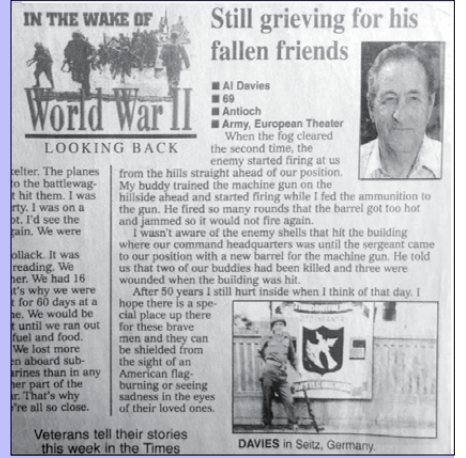 IN THE WAKE OF
World War II
LOOKING BACK
Still grieving for his
fallen friends
■ Al Davies
■ 69
■ Antioch
■ Army, European Theater
When the fog cleared
the second time, the
enemy started firing at us
from the hills straight ahead of our position.
My buddy trained the machine gun on the
hillside ahead and started firing while I fed the ammunition to
the gun. He fired so many rounds that the barrel got too hot
and jammed so it would not fire again.
I wasn't aware of the enemy shells that hit the building
where our command headquarters was until the sergeant came
to our position with a new barrel for the machine gun. He told
us that two of our buddies had been killed and three were
wounded when the building was hit.
After 50 years I still hurt inside when I think of that day. I
hope there is a spe-
cial place up there
for these brave
men and they can
be shielded from
the sight of an
American flag-
burning or seeing
sadness in the eyes
of their loved ones.
DAVIES in Seitz, Germany.
The planes
the battlewag-
hit them. I was
I was on a
I'd see the
We were
It was
reading. We
We had 16
that's why we were
for 60 days at a
We would be
until we ran out
fuel and food.
We lost more
aboard sub-
than in any
part of the
That's why
all so close.
Veterans tell their stories
this week in the Times